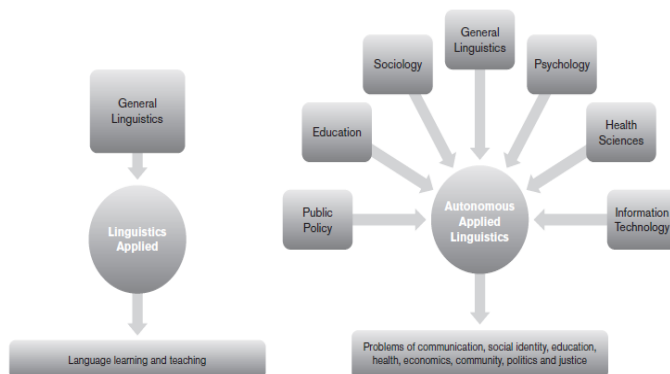 General
Linguistics
Linguistics
Applied
Language learning and teaching
General
Linguistics
Sociology
Psychology
Education
Health
Sciences
Public
Policy
Autonomous
Applied
Linguistics
Information
Technology
Problems of communication, social identity, education,
health, economics, community, politics and justice